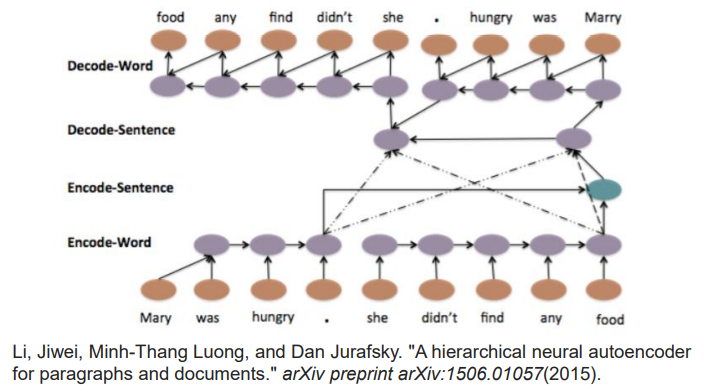 food any find didn't she . hungry was Marry
Decode-Word
Decode-Sentence
Encode-Sentence
Encode-Word
Mary was hungry . she didn't find any food
Li, Jiwei, Minh-Thang Luong, and Dan Jurafsky. "A hierarchical neural autoencoder
for paragraphs and documents." arXiv preprint arXiv:1506.01057(2015).